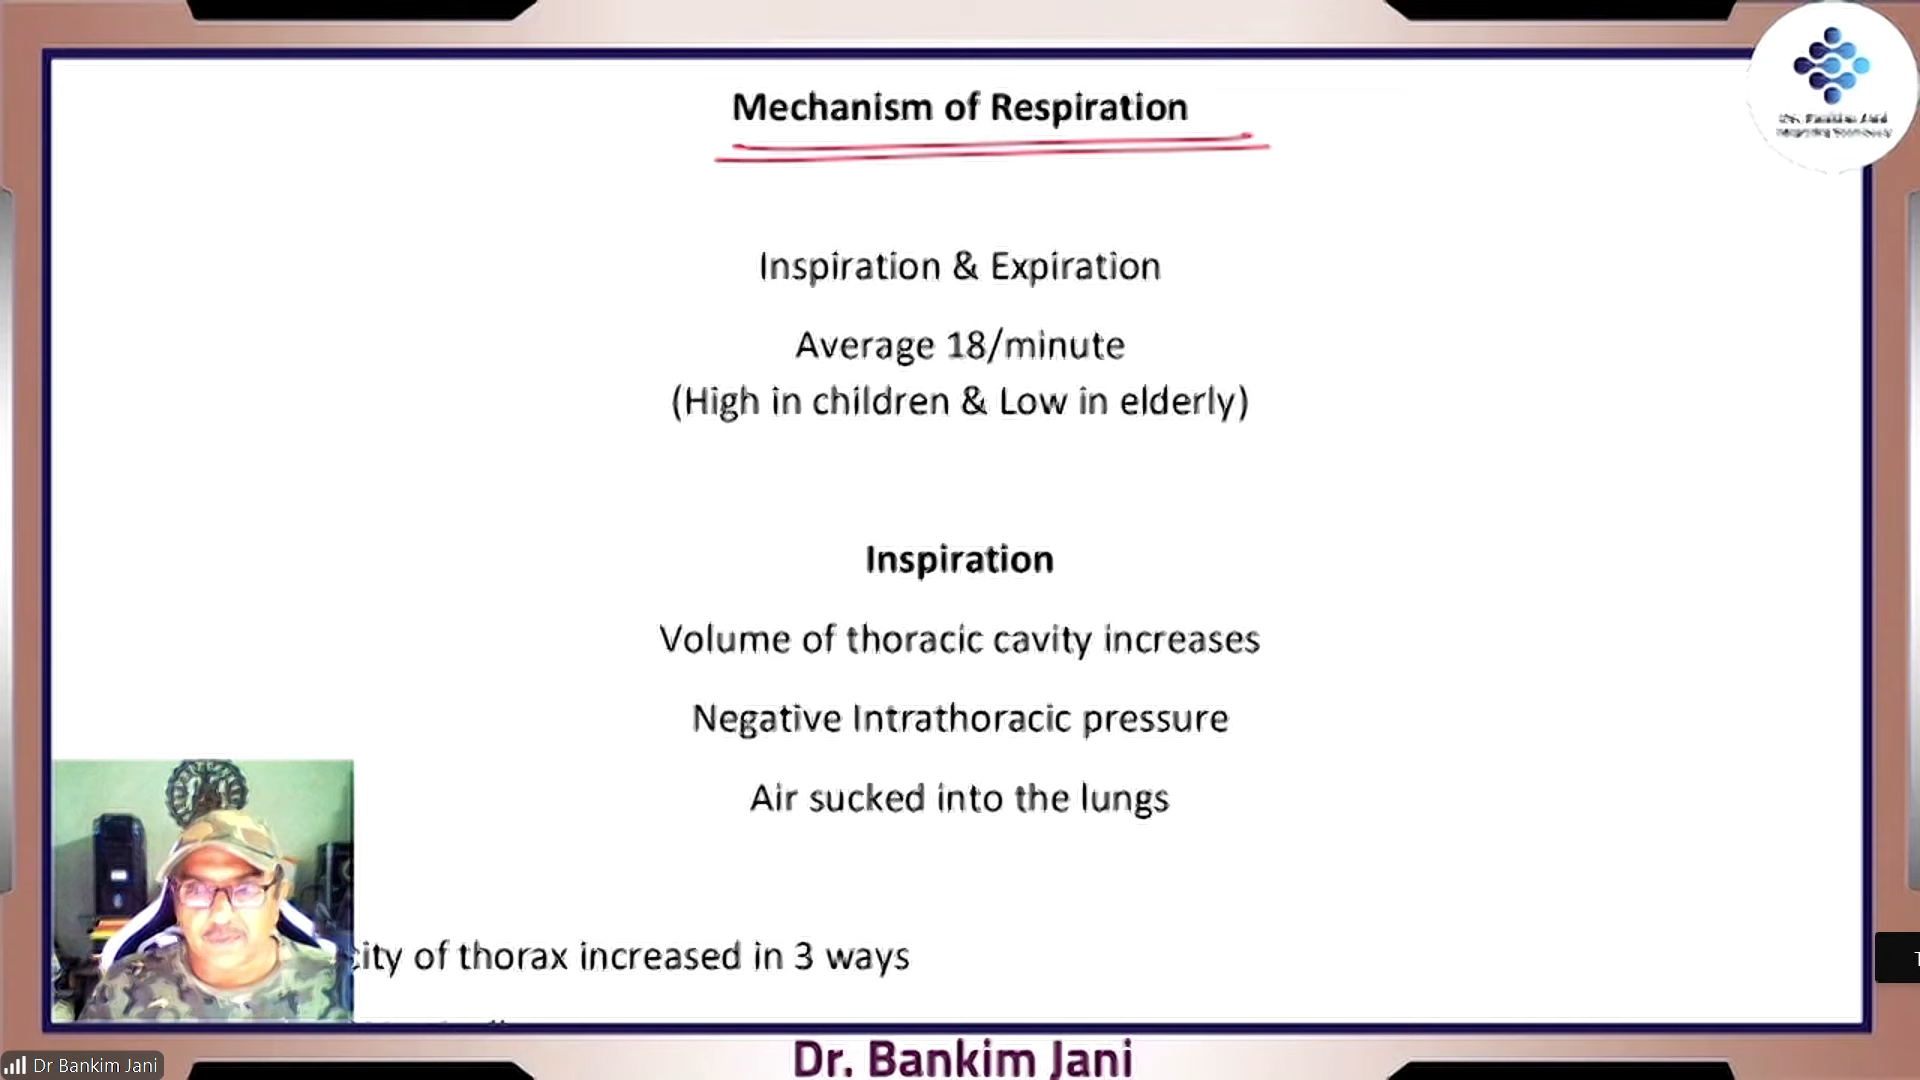 Mechanism of Respiration
Inspiration & Expiration
Average 18/minute
(High in children & Low in elderly)
Inspiration
Volume of thoracic cavity increases
Negative Intrathoracic pressure
Air sucked into the lungs
city of thorax increased in 3 ways
Dr. Bankim Jani
Dr Bankim Jani